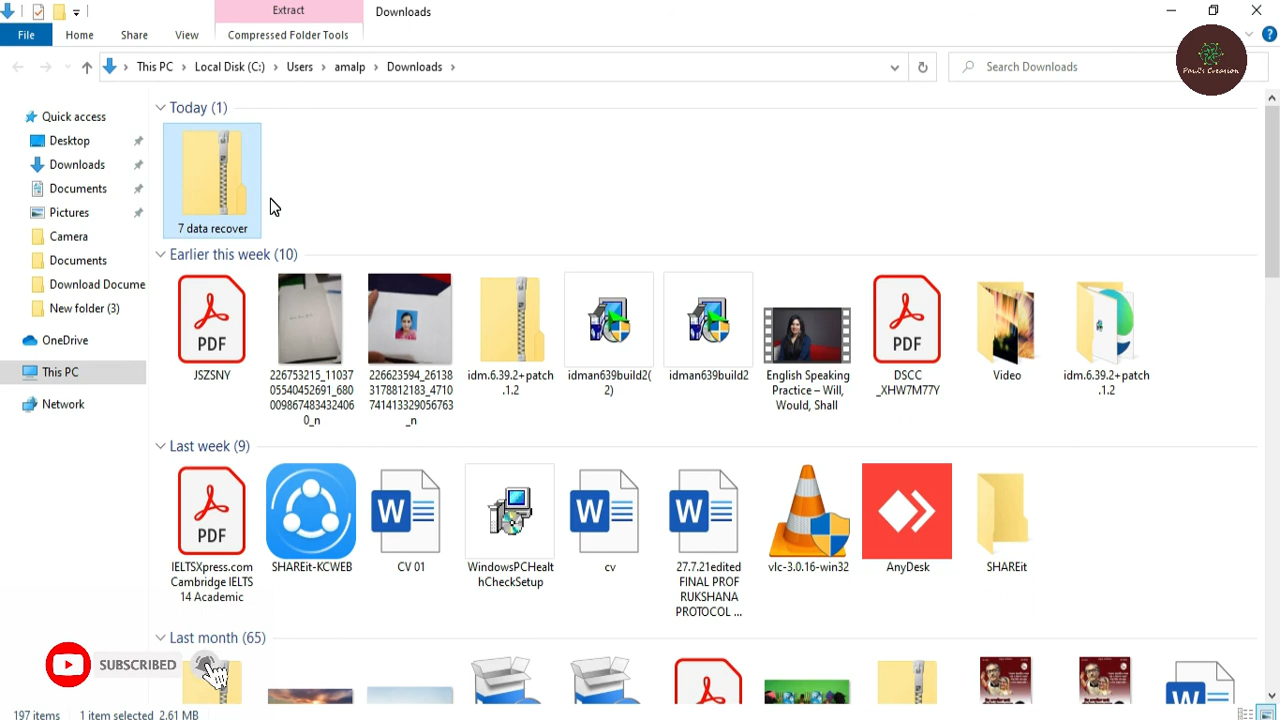 Extract
Downloads
File
Home
Share
View
Compressed Folder Tools
This PC
Local Disk (C:)
Users
amalp
Downloads
Search Downloads
Paul's Creation
Quick access
Desktop
Downloads
Documents
Pictures
Camera
Documents
Download Docume
New folder (3)
OneDrive
This PC
Network
Today (1)
7 data recover
Earlier this week (10)
JSZSNY
226753215_11037
05540452691_680
009867483432406
0_n
226623594_26138
3178812183_4710
741413329056763
_n
idm.6.39.2+patch
.1.2
idman639build2(
2)
idman639build2
English Speaking
Practice – Will,
Would, Shall
DSCC
_XHW7M77Y
Video
idm.6.39.2+patch
.1.2
PDF
PDF
Last week (9)
PDF
IELTSXpress.com
Cambridge IELTS
14 Academic
SHAREit-KCWEB
W
CV 01
WindowsPCHealt
hCheckSetup
W
cv
W
27.7.21edited
FINAL PROF
RUKSHANA
PROTOCOL ...
vlc-3.0.16-win32
AnyDesk
SHAREit
Last month (65)
W
SUBSCRIBED
197 items
1 item selected 2.61 MB